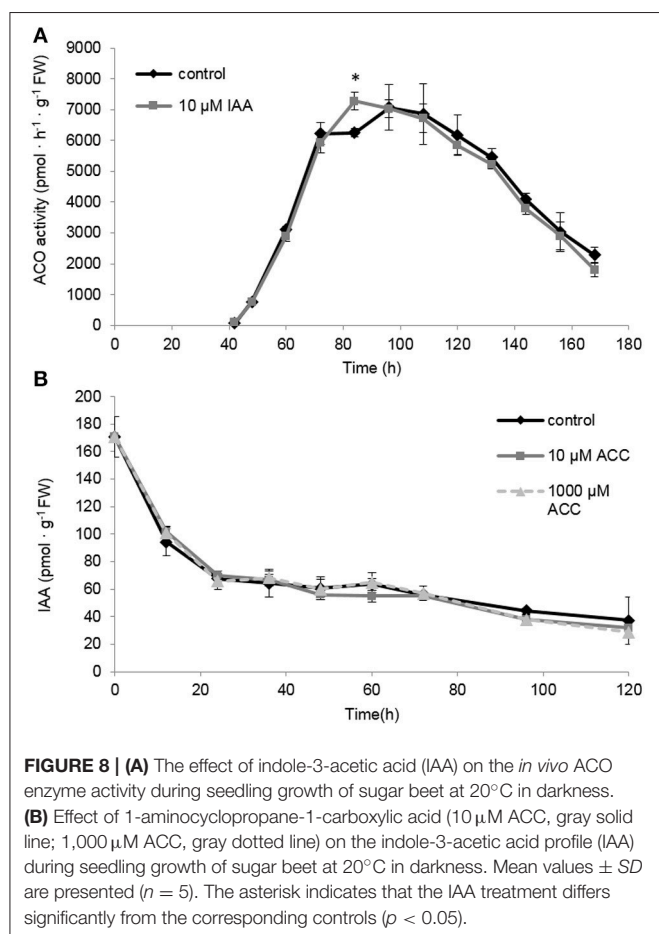 A
9000
8000
7000
6000
5000
4000
3000
2000
1000
0
ACO activity (pmol · h⁻¹ · g⁻¹ FW)
control
10 µM IAA
*
0 20 40 60 80 100 120 140 160 180
Time (h)
B
200
180
160
140
120
100
80
60
40
20
0
IAA (pmol · g⁻¹ FW)
control
10 µM ACC
1000 µM
ACC
0 20 40 60 80 100 120
Time(h)
FIGURE 8 | (A) The effect of indole-3-acetic acid (IAA) on the in vivo ACO
enzyme activity during seedling growth of sugar beet at 20°C in darkness.
(B) Effect of 1-aminocyclopropane-1-carboxylic acid (10 µM ACC, gray solid
line; 1,000 µM ACC, gray dotted line) on the indole-3-acetic acid profile (IAA)
during seedling growth of sugar beet at 20°C in darkness. Mean values ± SD
are presented (n = 5). The asterisk indicates that the IAA treatment differs
significantly from the corresponding controls (p < 0.05).